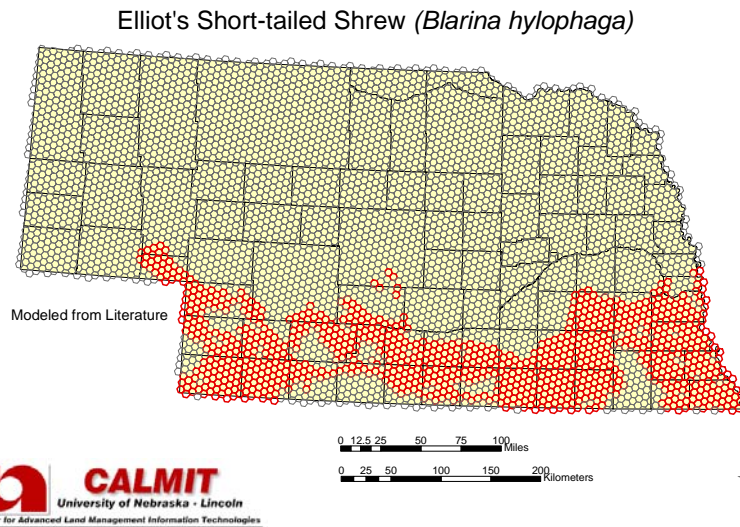 Elliot's Short-tailed Shrew (Blarina hylophaga)
Modeled from Literature
0 12.5 25 50 75 100
Miles
0 25 50 100 150 200
Kilometers
CALMIT
University of Nebraska - Lincoln
for Advanced Land Management Information Technologies